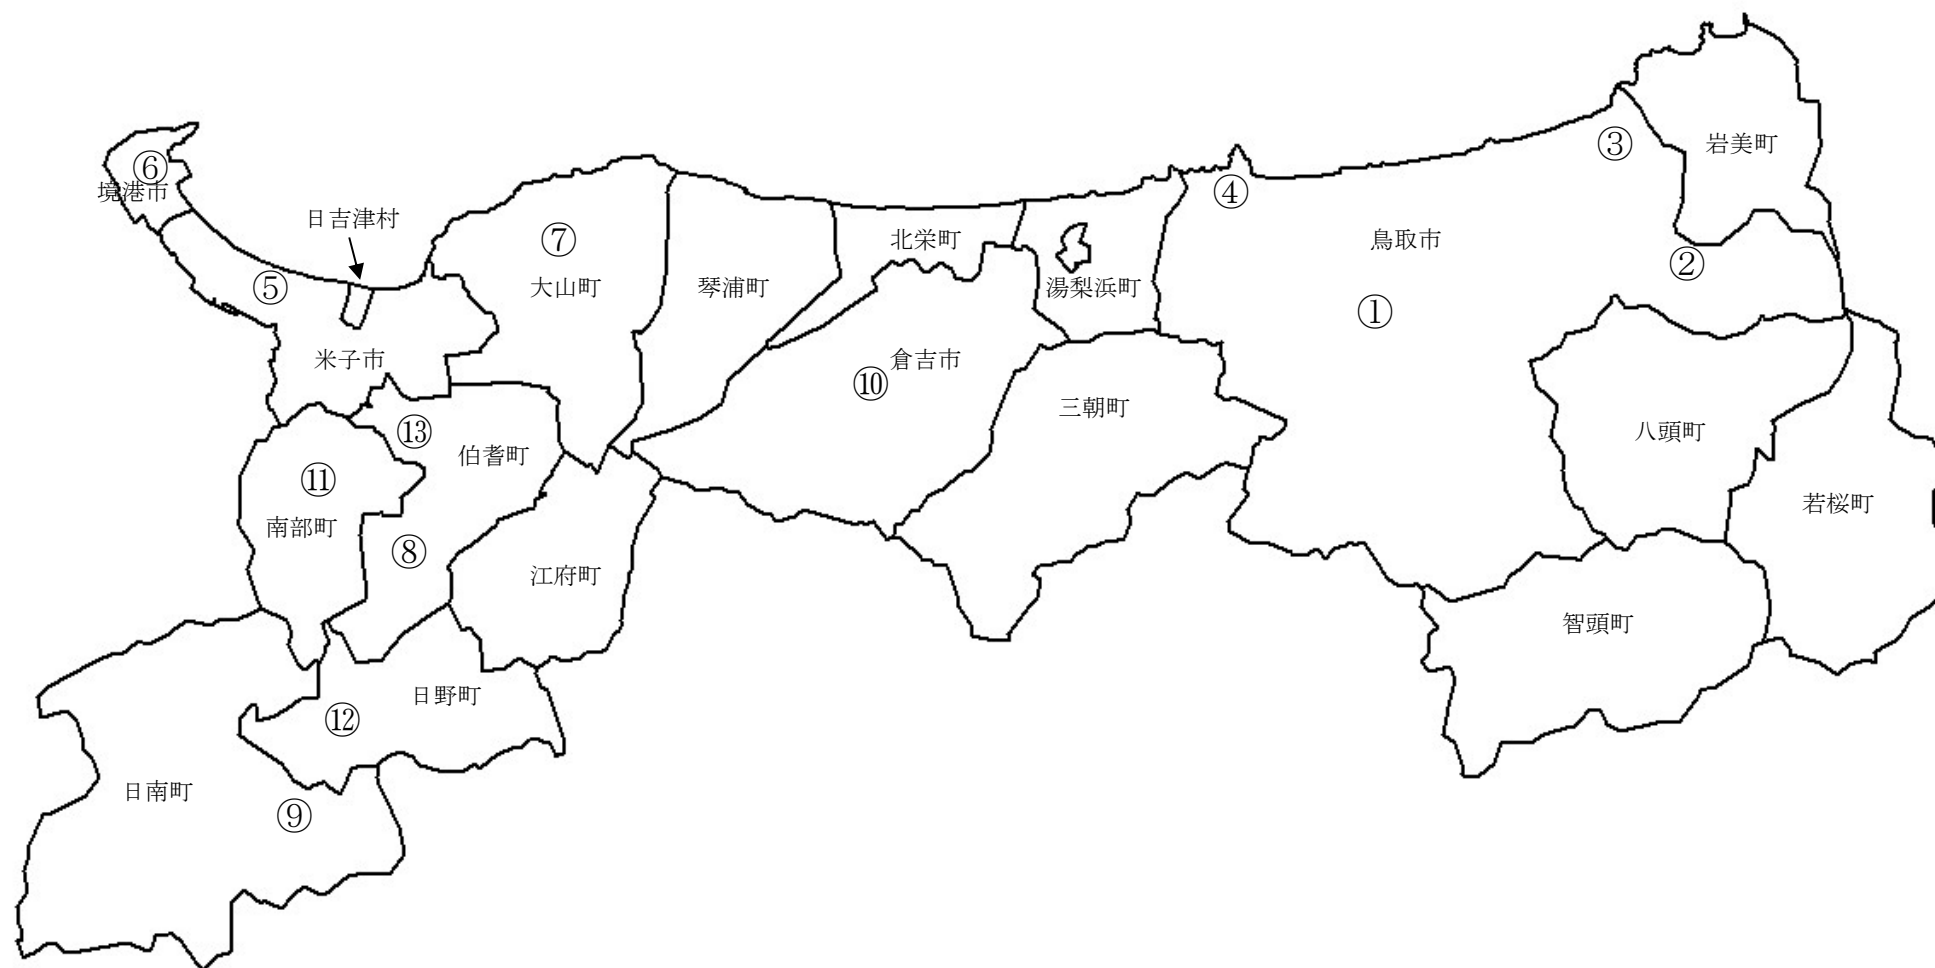 ③
岩美町
⑥
境港市
日吉津村
④
⑦
北栄町
鳥取市
②
⑤
大山町
琴浦町
湯梨浜町
①
米子市
倉吉市
⑩
三朝町
⑬
伯耆町
八頭町
⑪
南部町
若桜町
⑧
江府町
智頭町
⑫
日野町
日南町
⑨